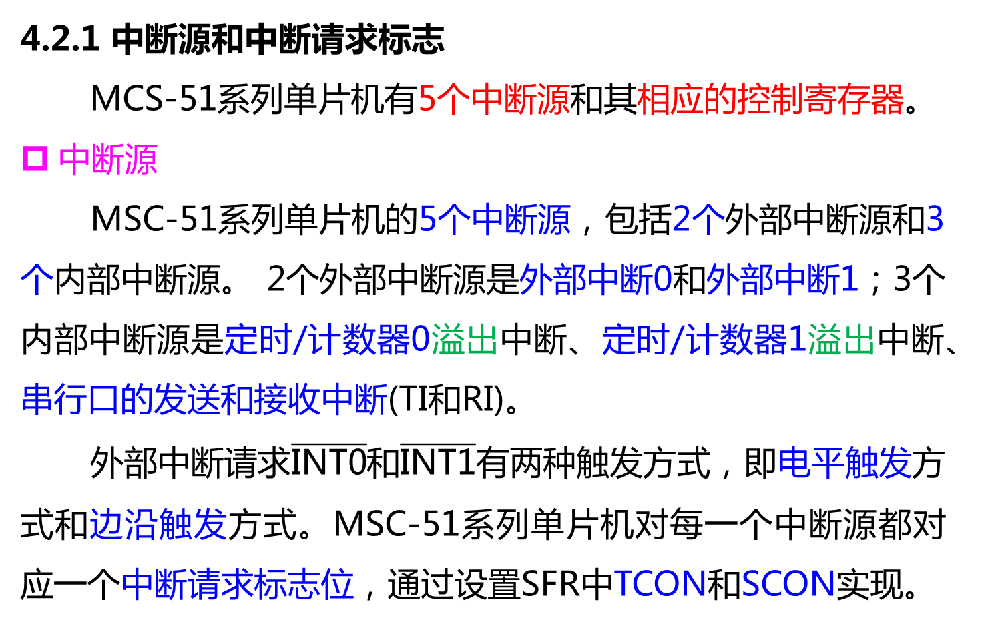 4.2.1 中断源和中断请求标志
MCS-51系列单片机有5个中断源和其相应的控制寄存器。
中断源
MSC-51系列单片机的5个中断源，包括2个外部中断源和3
个内部中断源。 2个外部中断源是外部中断0和外部中断1；3个
内部中断源是定时/计数器0溢出中断、定时/计数器1溢出中断、
串行口的发送和接收中断(TI和RI)。
外部中断请求INT0和INT1有两种触发方式，即电平触发方
式和边沿触发方式。MSC-51系列单片机对每一个中断源都对
应一个中断请求标志位，通过设置SFR中TCON和SCON实现。